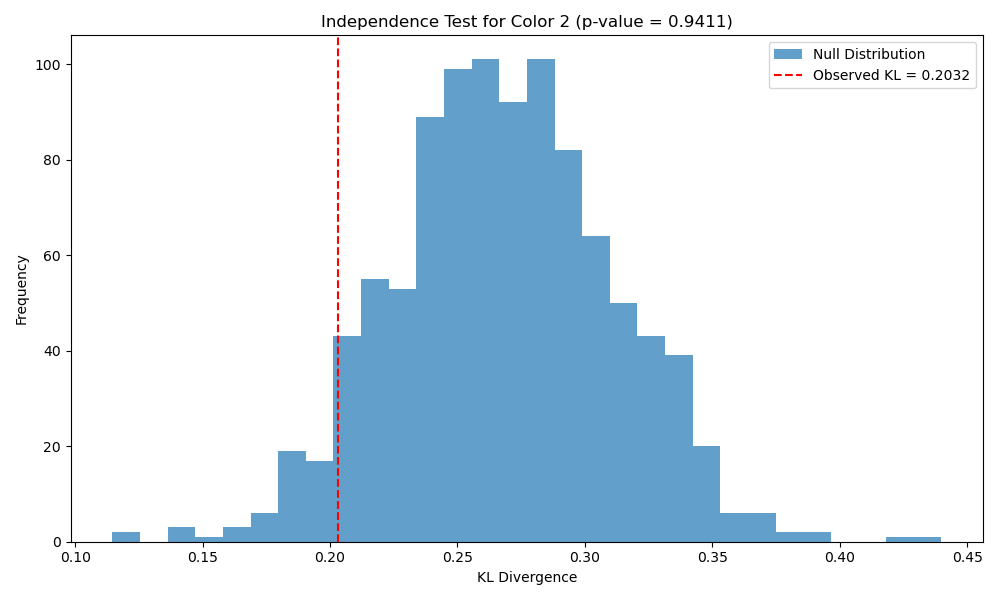 Independence Test for Color 2 (p-value = 0.9411)
Null Distribution
Observed KL = 0.2032
Frequency
100
80
60
40
20
0
0.10 0.15 0.20 0.25 0.30 0.35 0.40 0.45
KL Divergence